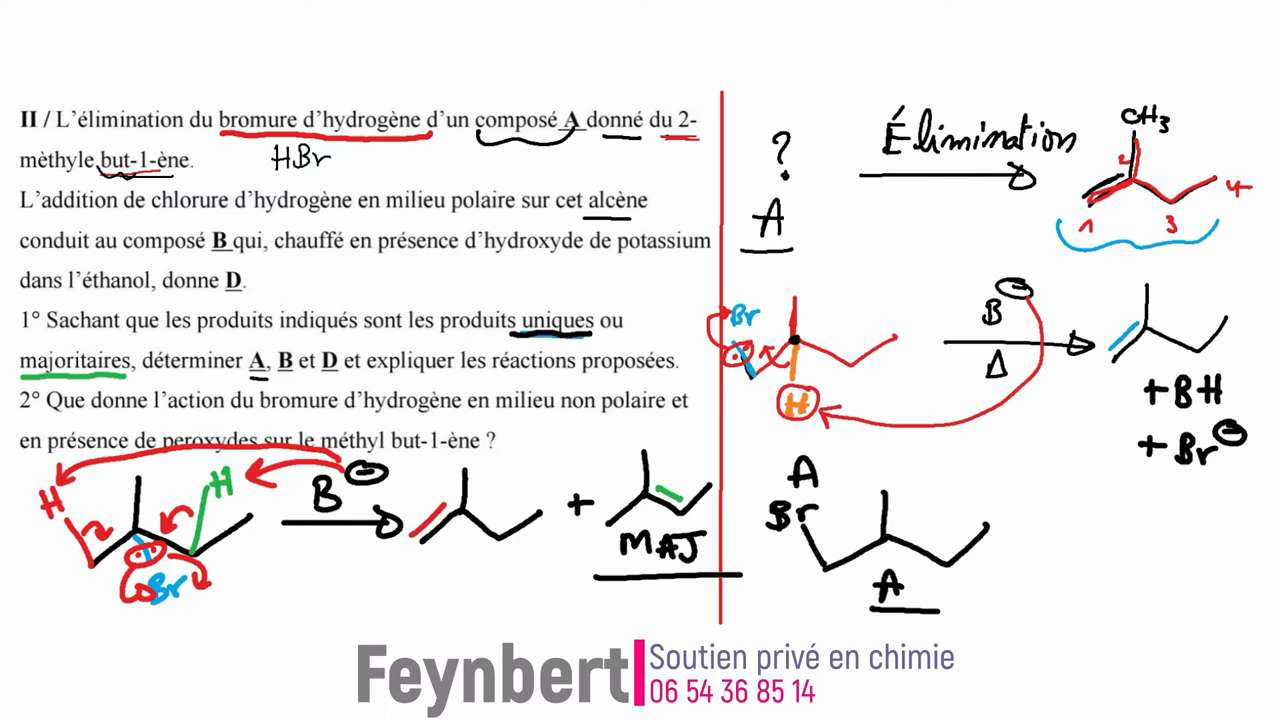 II / L’élimination du bromure d’hydrogène d’un composé A donné du 2-
mèthyle but-1-ène.
HBr
L’addition de chlorure d’hydrogène en milieu polaire sur cet alcène
conduit au composé B qui, chauffé en présence d’hydroxyde de potassium
dans l’éthanol, donne D.
1° Sachant que les produits indiqués sont les produits uniques ou
majoritaires, déterminer A, B et D et expliquer les réactions proposées.
2° Que donne l’action du bromure d’hydrogène en milieu non polaire et
en présence de peroxydes sur le méthyl but-1-ène ?
H
H
B ⊖
Br
+
MAJ
?
A
Élimination
CH3
2
1
3
4
Br
H
B ⊖
Δ
+ BH
+ Br ⊖
A
Br
A
Feynbert
Soutien privé en chimie
06 54 36 85 14